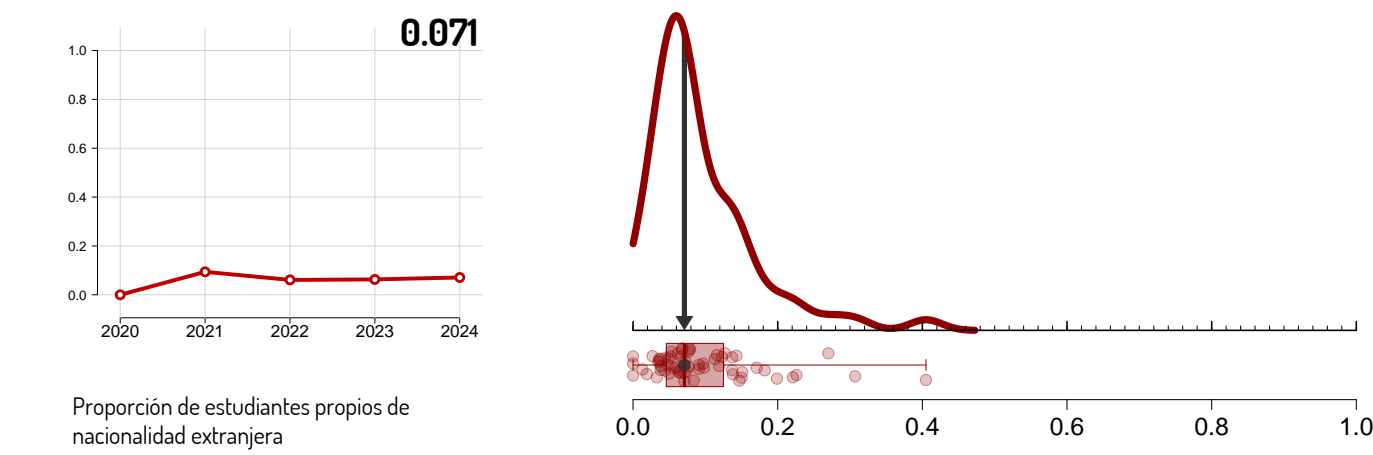 0.071
1.0
0.8
0.6
0.4
0.2
0.0
2020 2021 2022 2023 2024
Proporción de estudiantes propios de
nacionalidad extranjera
0.0 0.2 0.4 0.6 0.8 1.0